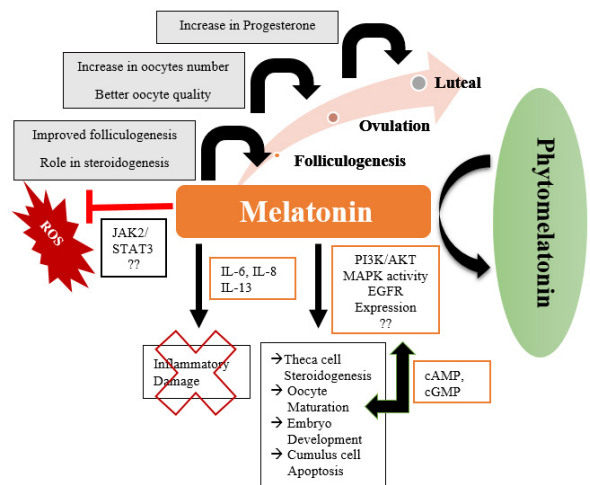 Increase in Progesterone
Increase in oocytes number
Better oocyte quality
Improved folliculogenesis
Role in steroidogenesis
Luteal
Ovulation
Folliculogenesis
Melatonin
Phytomelatonin
ROS
JAK2/
STAT3
??
IL-6, IL-8
IL-13
PI3K/AKT
MAPK activity
EGFR
Expression
??
Inflammatory
Damage
→Theca cell
Steroidogenesis
→ Oocyte
Maturation
→ Embryo
Development
→ Cumulus cell
Apoptosis
cAMP,
cGMP